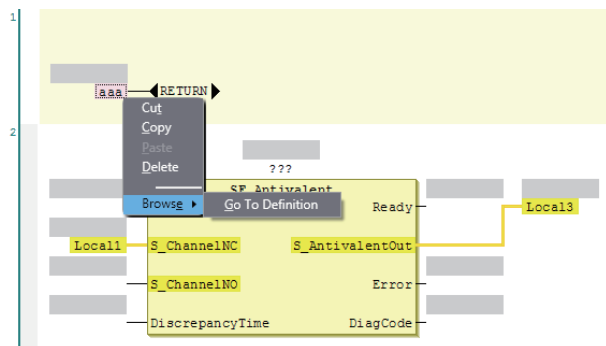 1
aaa RETURN
Cut
Copy
Paste
Delete
2
???
SF_Antivalent
Browse Go To Definition
Ready
Local3
Local1 S_ChannelNC S_AntivalentOut
S_ChannelNO Error
DiscrepancyTime DiagCode